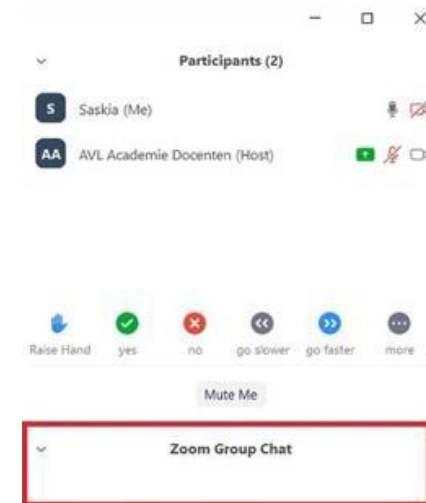 Participants (2)
S Saskia (Me)
AA AVL Academie Docenten (Host)
Raise Hand yes no go slower go faster more
Mute Me
Zoom Group Chat